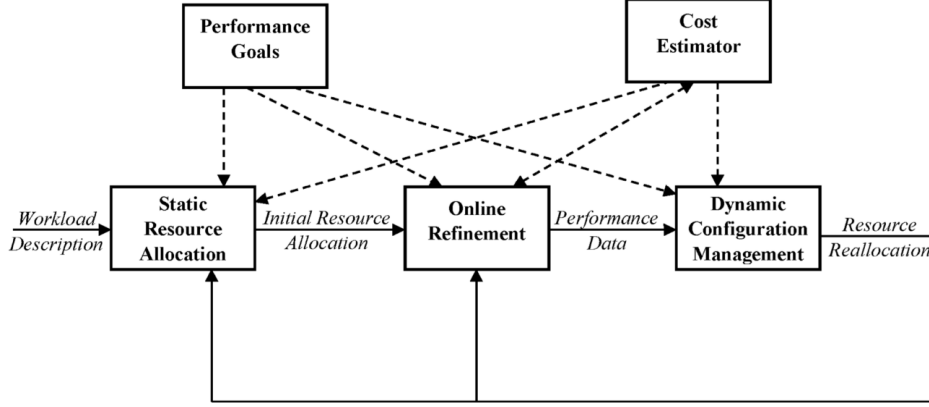 Performance
Goals
Cost
Estimator
Workload
Description
Static
Resource
Allocation
Initial Resource
Allocation
Online
Refinement
Performance
Data
Dynamic
Configuration
Management
Resource
Reallocation